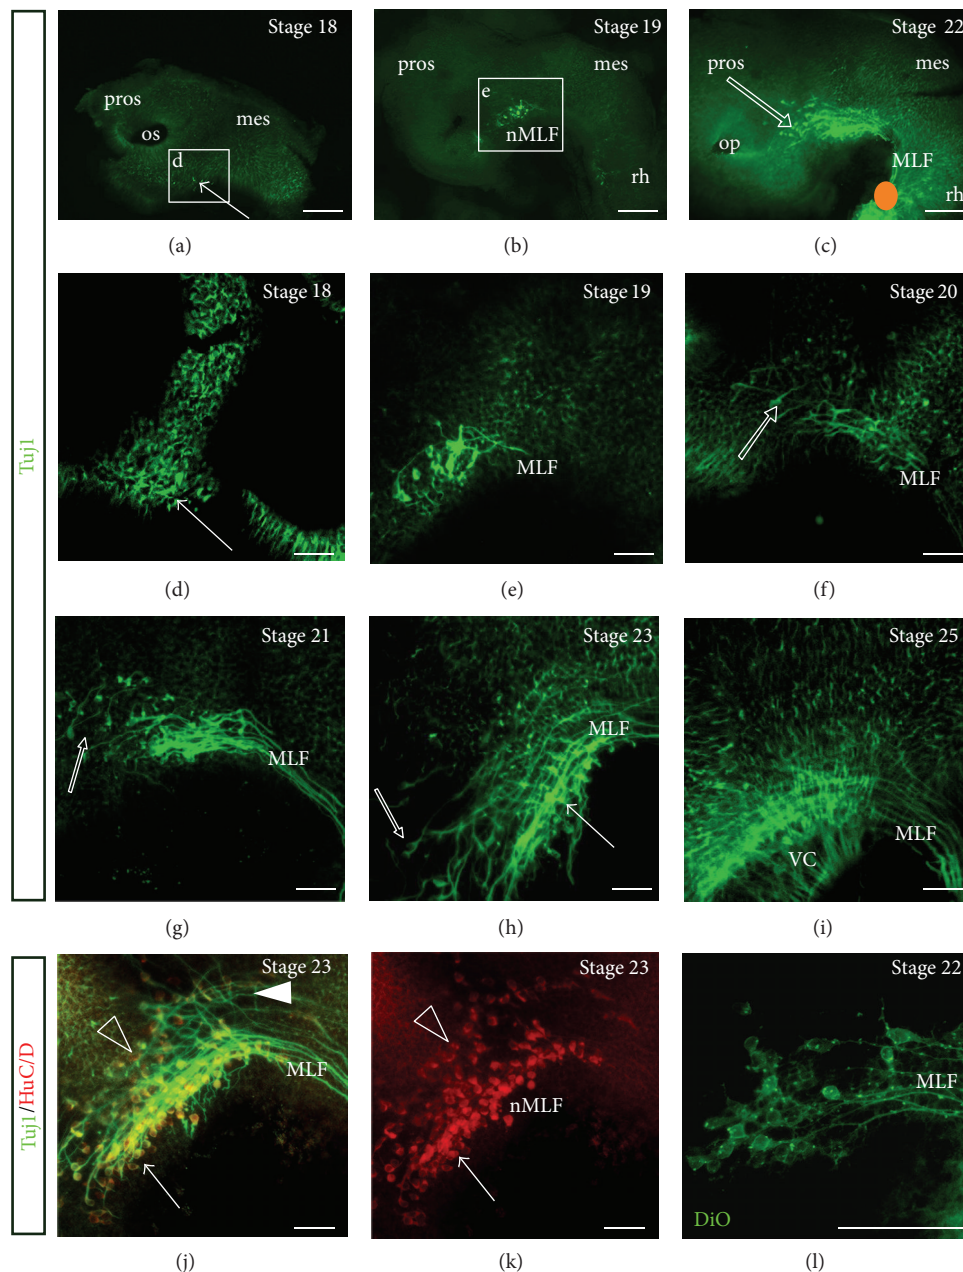 Tuj1
Stage 18
pros
os
mes
d
(a)
Stage 19
pros
mes
e
nMLF
rh
(b)
Stage 22
pros
mes
op
MLF
rh
(c)
Stage 18
(d)
Stage 19
MLF
(e)
Stage 20
MLF
(f)
Stage 21
MLF
(g)
Stage 23
MLF
(h)
Stage 25
MLF
VC
(i)
Tuj1/HuC/D
Stage 23
MLF
(j)
Stage 23
nMLF
(k)
Stage 22
MLF
DiO
(l)